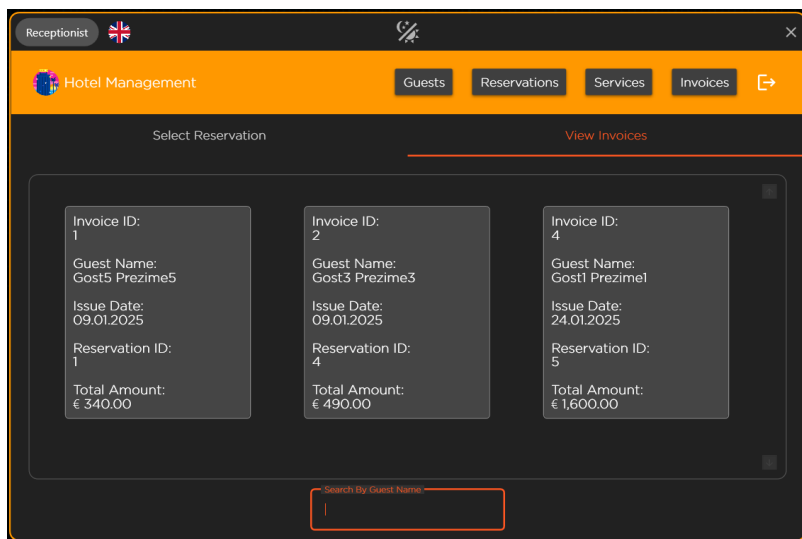 Receptionist
Hotel Management
Guests
Reservations
Services
Invoices
Select Reservation
View Invoices
Invoice ID:
1
Guest Name:
Gost5 Prezime5
Issue Date:
09.01.2025
Reservation ID:
1
Total Amount:
€ 340.00
Invoice ID:
2
Guest Name:
Gost3 Prezime3
Issue Date:
09.01.2025
Reservation ID:
4
Total Amount:
€ 490.00
Invoice ID:
4
Guest Name:
Gost1 Prezime1
Issue Date:
24.01.2025
Reservation ID:
5
Total Amount:
€ 1,600.00
Search By Guest Name